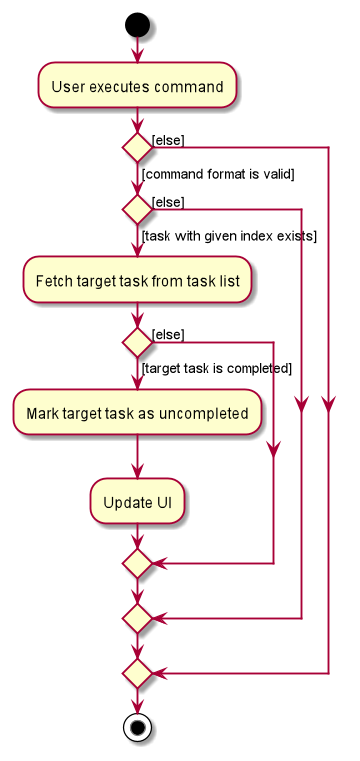 User executes command
[else]
[command format is valid]
[else]
[task with given index exists]
Fetch target task from task list
[else]
[target task is completed]
Mark target task as uncompleted
Update UI